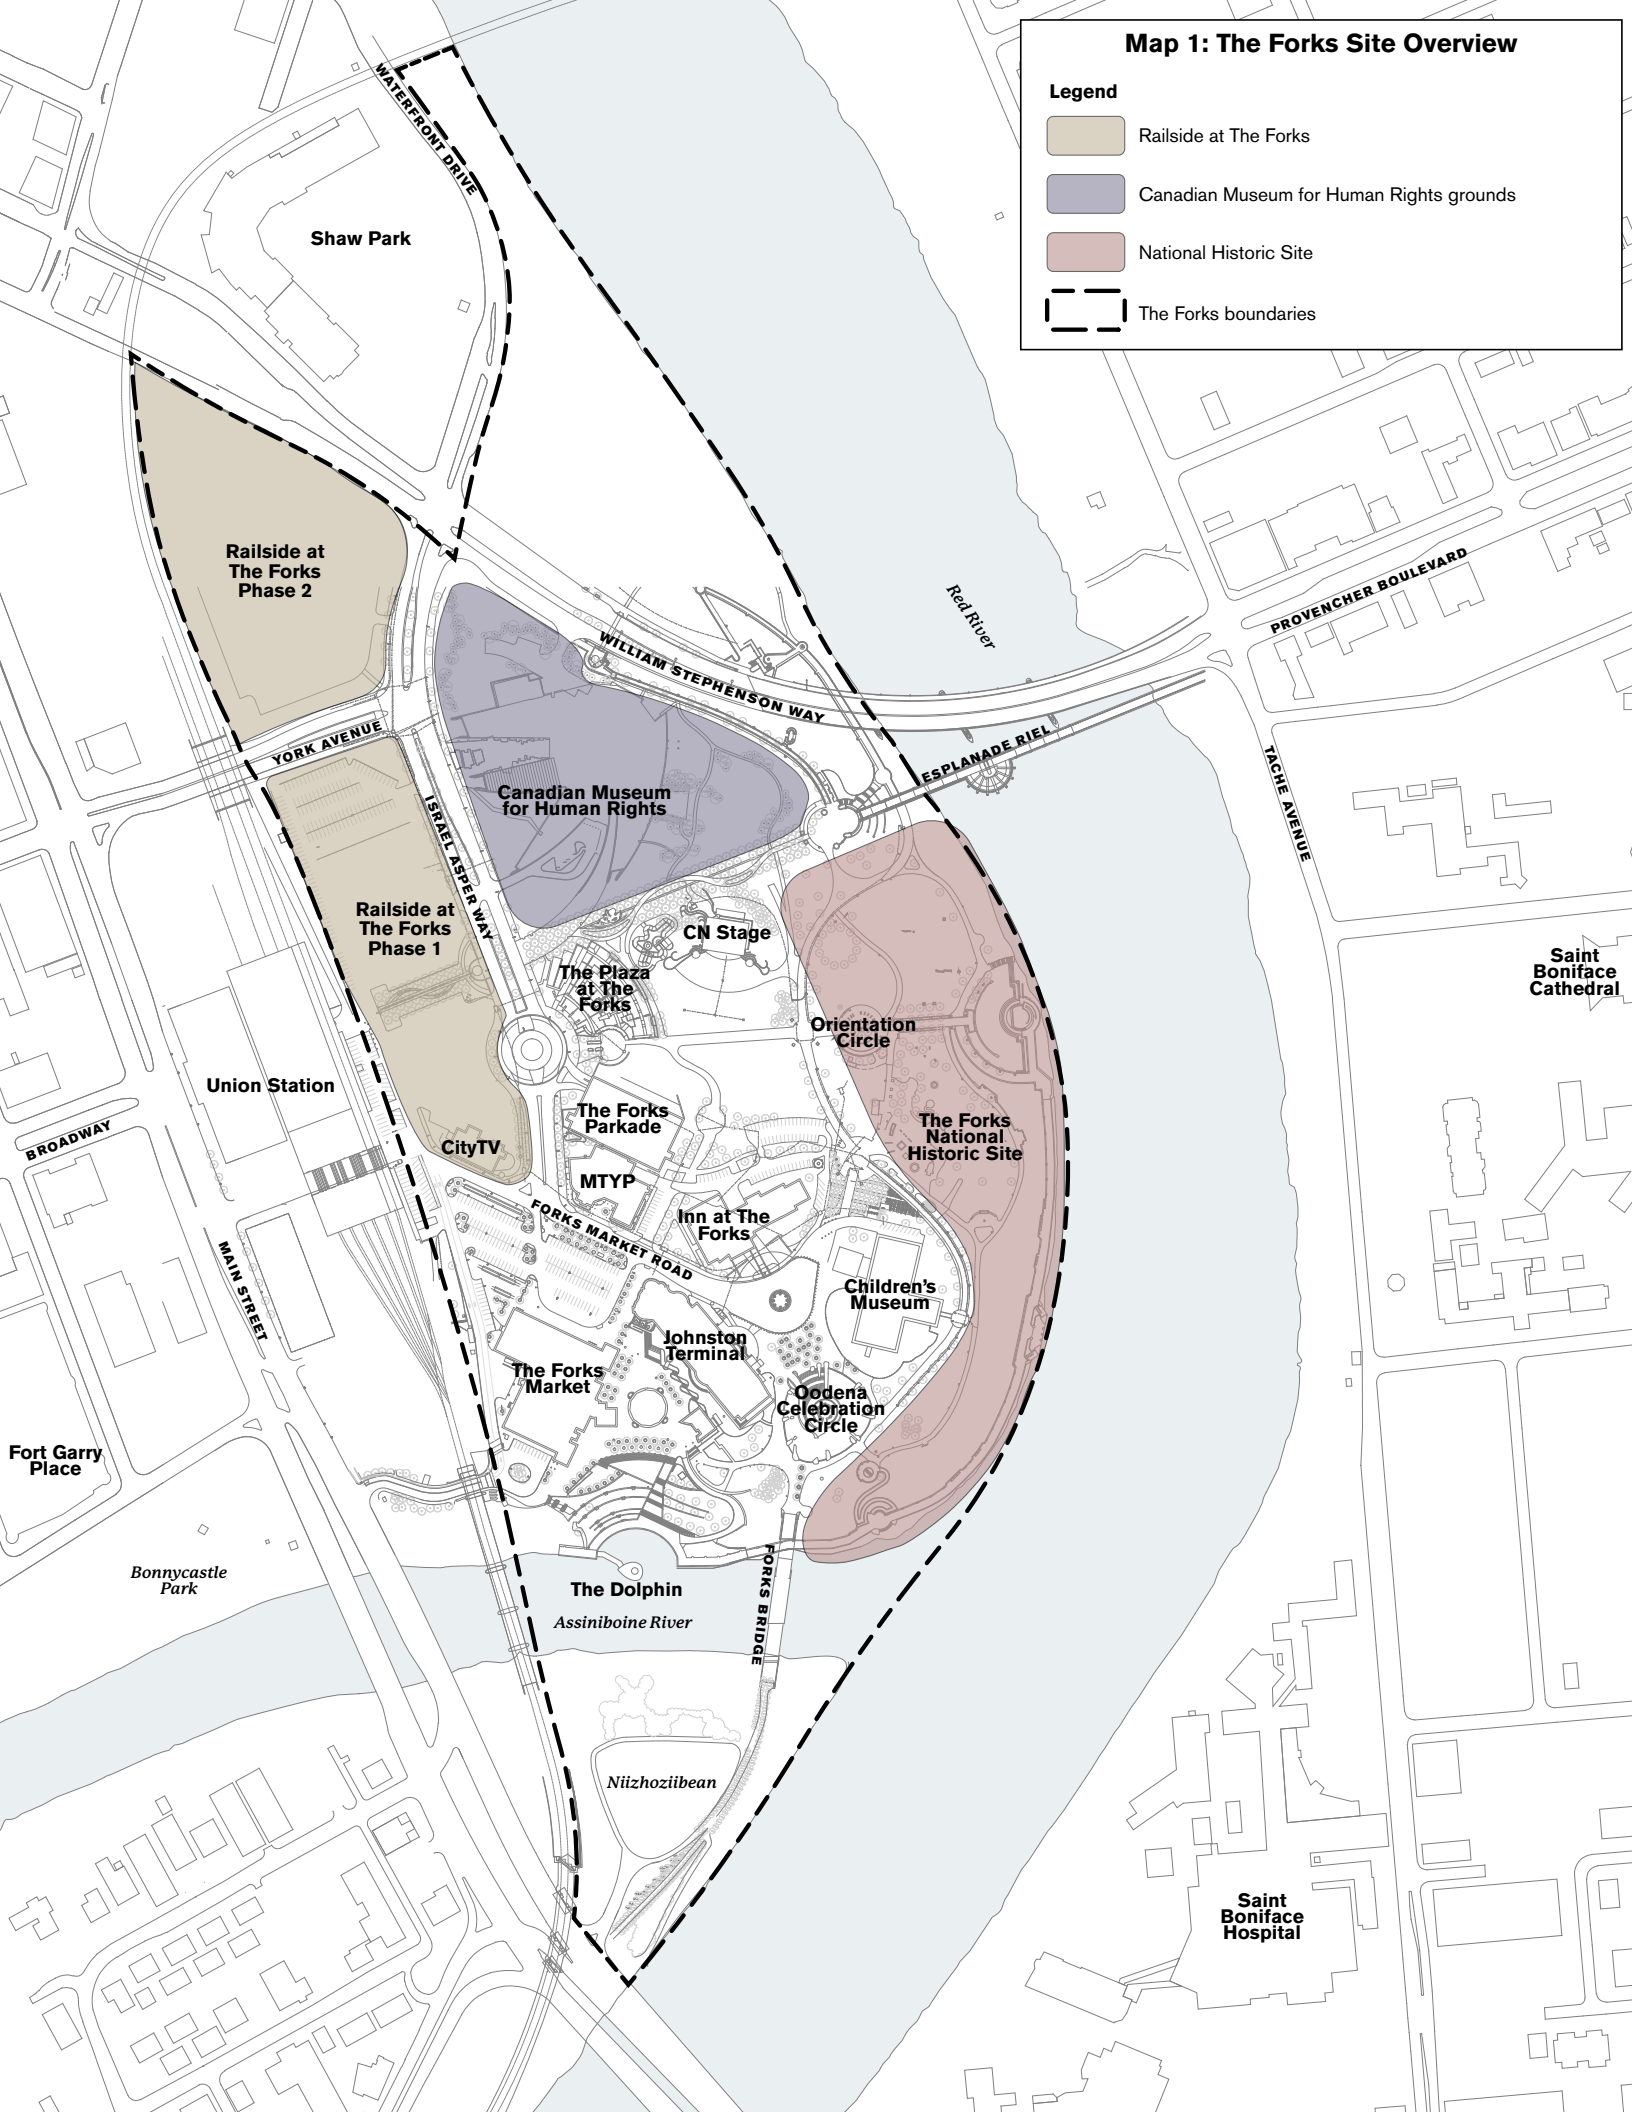 Map 1: The Forks Site Overview
Legend
Railside at The Forks
Canadian Museum for Human Rights grounds
National Historic Site
The Forks boundaries
WATERFRONT DRIVE
Shaw Park
Railside at
The Forks
Phase 2
Red River
PROVENCHER BOULEVARD
WILLIAM STEPHENSON WAY
YORK AVENUE
ESPLANADE RIEL
TACHE AVENUE
Canadian Museum
for Human Rights
ISRAEL ASPER WAY
Railside at
The Forks
Phase 1
CN Stage
The Plaza
at The
Forks
Saint
Boniface
Cathedral
Orientation
Circle
Union Station
The Forks
Parkade
The Forks
National
Historic Site
BROADWAY
CityTV
MTYP
Inn at The
Forks
FORKS MARKET ROAD
MAIN STREET
Children's
Museum
Johnston
Terminal
The Forks
Market
Oodena
Celebration
Circle
Fort Garry
Place
Bonnycastle
Park
The Dolphin
Assiniboine River
FORKS BRIDGE
Niizhoziibean
Saint
Boniface
Hospital